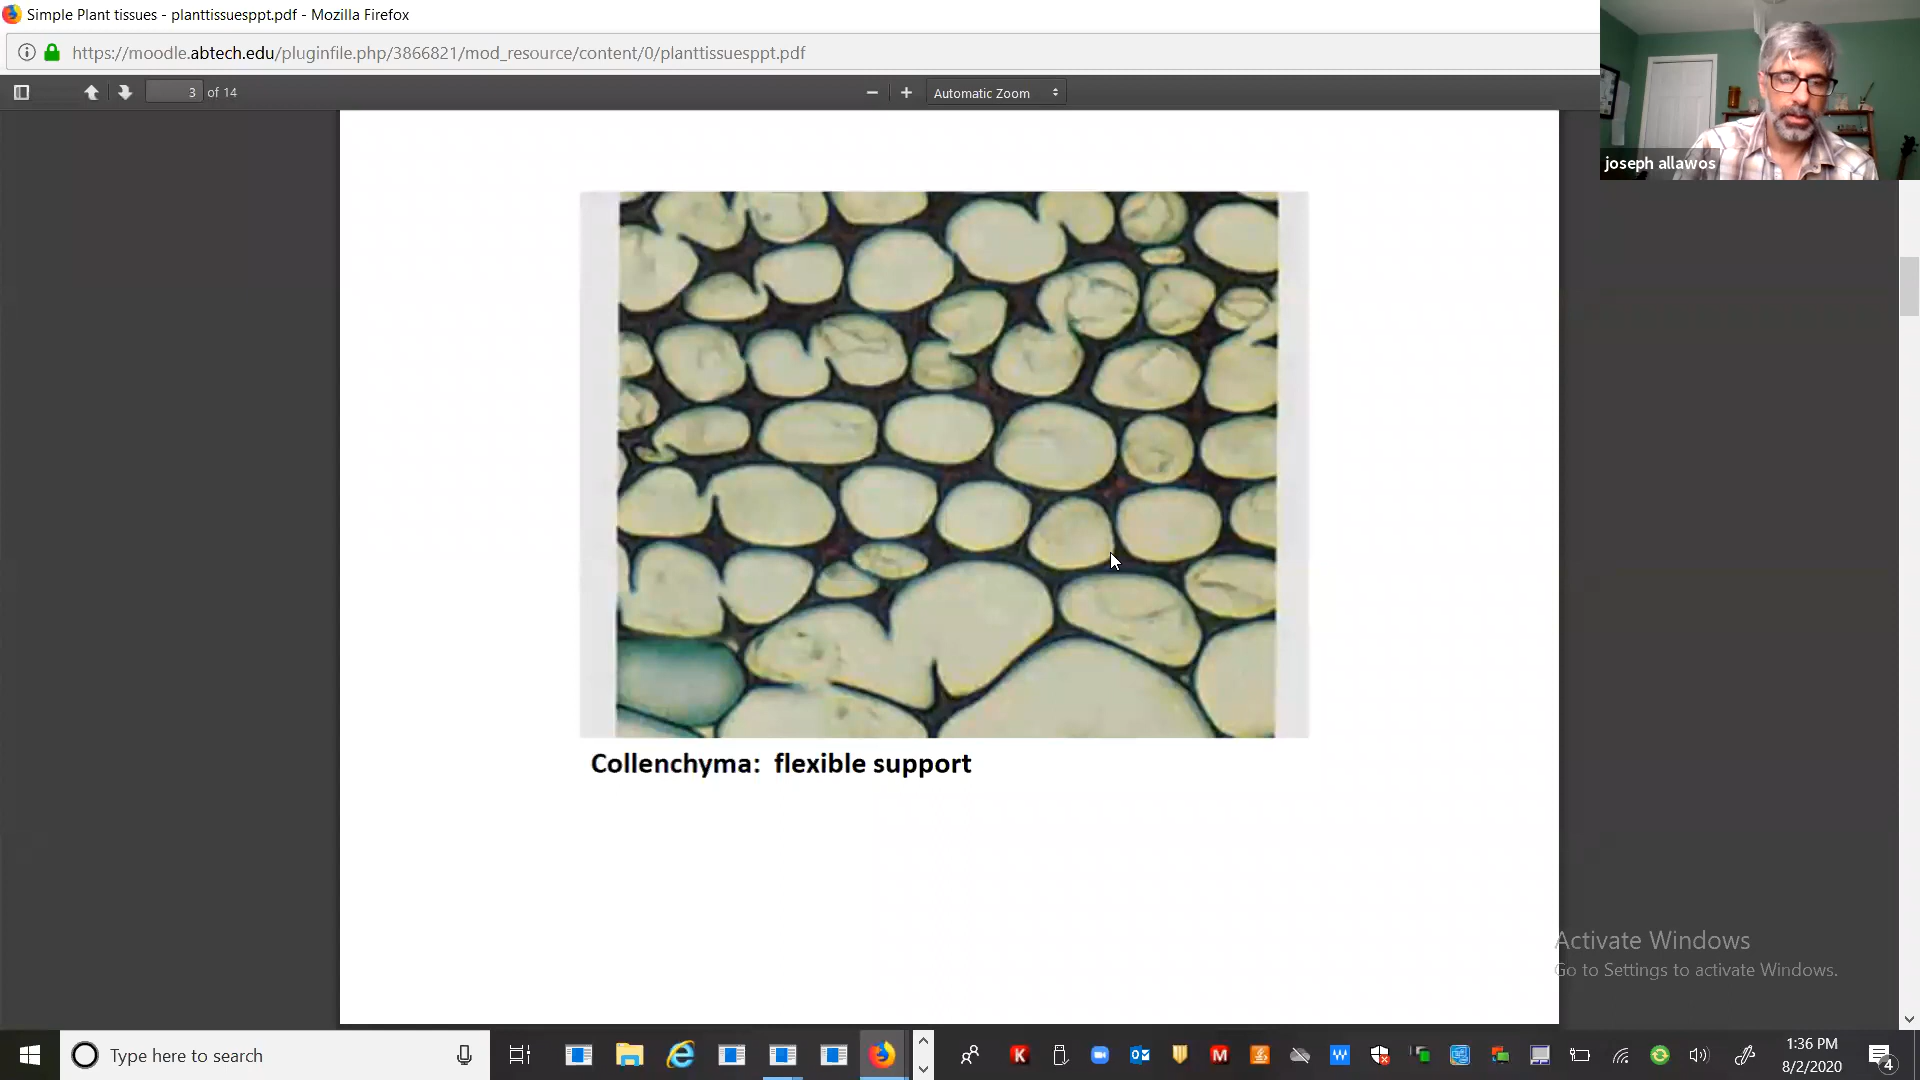 Simple Plant tissues - planttissuesppt.pdf - Mozilla Firefox
https://moodle.abtech.edu/pluginfile.php/3866821/mod_resource/content/0/planttissuesppt.pdf
3 of 14
Automatic Zoom
joseph allawos
Collenchyma: flexible support
Activate Windows
Go to Settings to activate Windows.
Type here to search
1:36 PM
8/2/2020
4